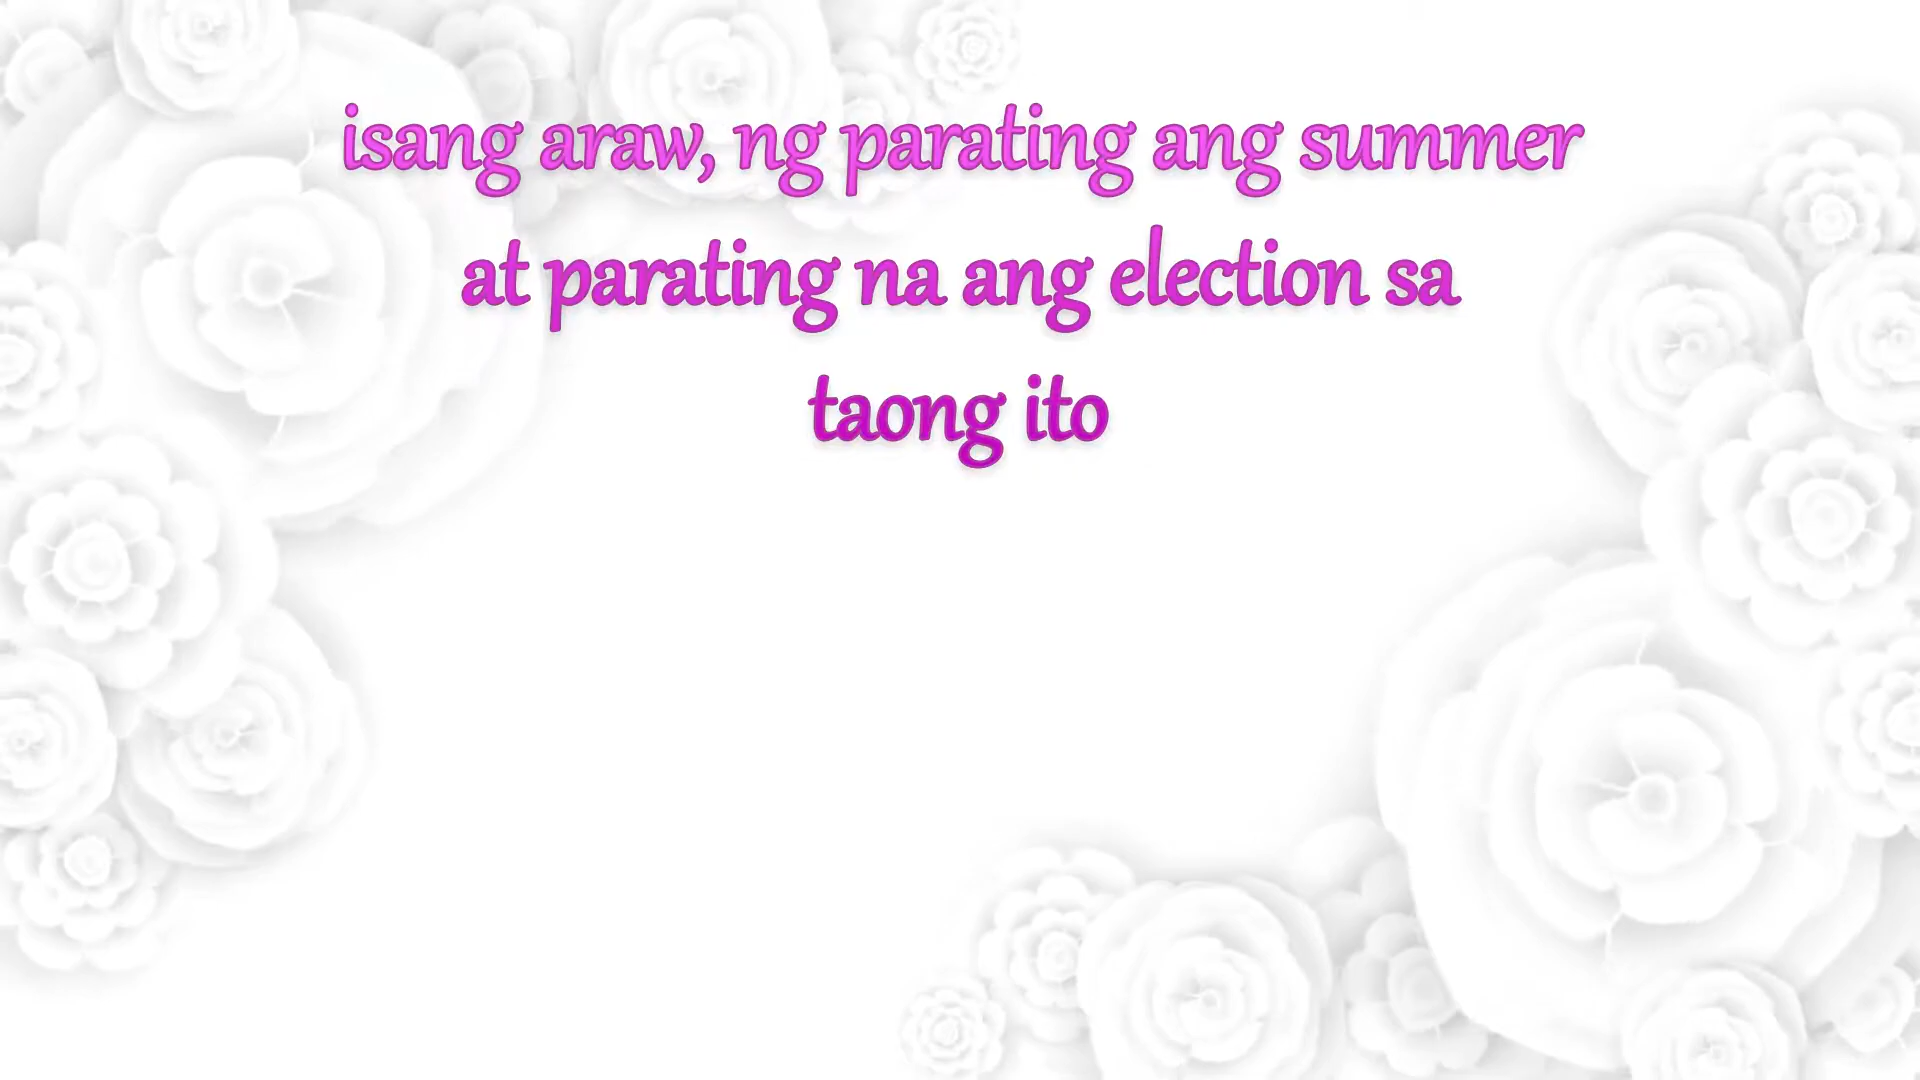 isang araw, ng parating ang summer
at parating na ang election sa
taong ito